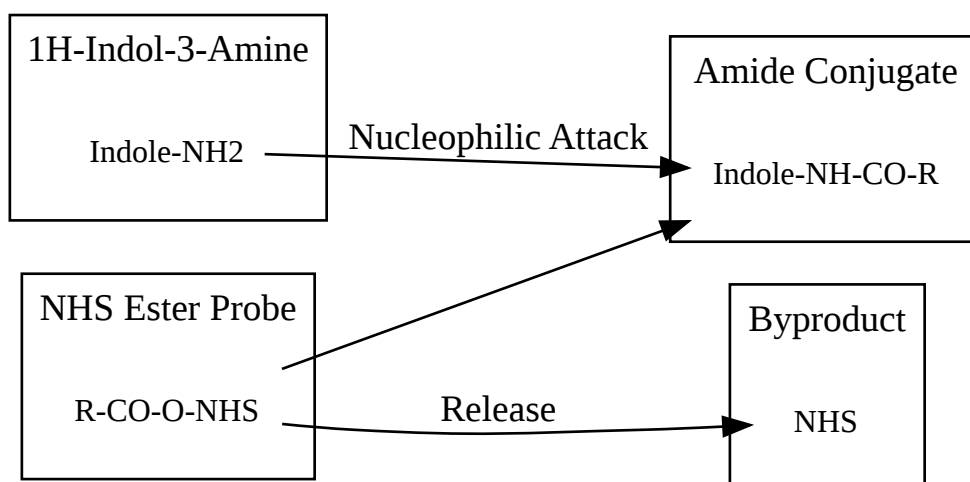 1H-Indol-3-Amine
Indole-NH2
Nucleophilic Attack
Amide Conjugate
Indole-NH-CO-R
NHS Ester Probe
R-CO-O-NHS
Release
Byproduct
NHS